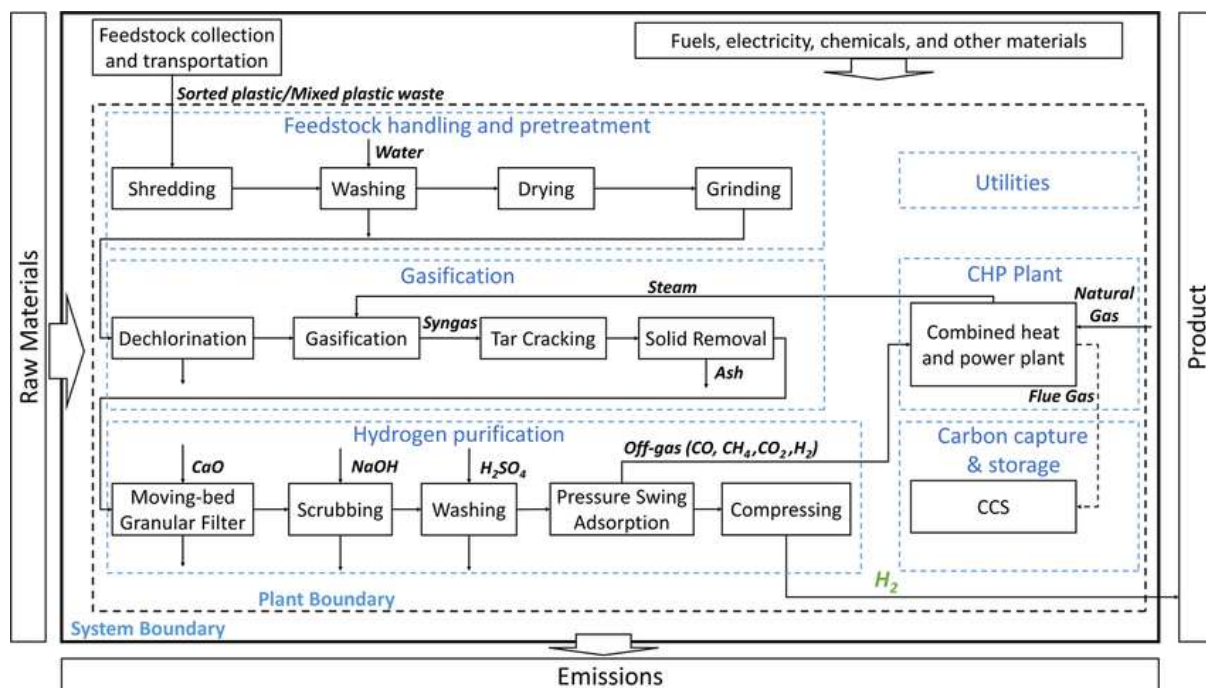 Feedstock collection
and transportation
Fuels, electricity, chemicals, and other materials
Sorted plastic/Mixed plastic waste
Feedstock handling and pretreatment
Water
Shredding
Washing
Drying
Grinding
Utilities
Raw Materials
Product
Gasification
CHP Plant
Steam
Natural
Gas
Syngas
Dechlorination
Gasification
Tar Cracking
Solid Removal
Combined heat
and power plant
Ash
Flue Gas
Hydrogen purification
Off-gas (CO, CH₄,CO₂,H₂)
Carbon capture
& storage
CaO
NaOH
H₂SO₄
Moving-bed
Granular Filter
Scrubbing
Washing
Pressure Swing
Adsorption
Compressing
CCS
H₂
Plant Boundary
System Boundary
Emissions